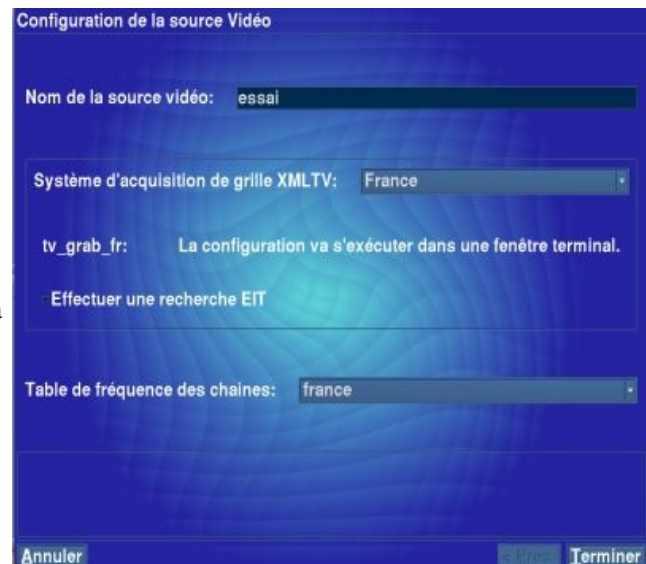 Configuration de la source Vidéo
Nom de la source vidéo: essai
Système d'acquisition de grille XMLTV: France
tv_grab_fr: La configuration va s'exécuter dans une fenêtre terminal.
Effectuer une recherche EIT
Table de fréquence des chaines: france
Annuler Terminer